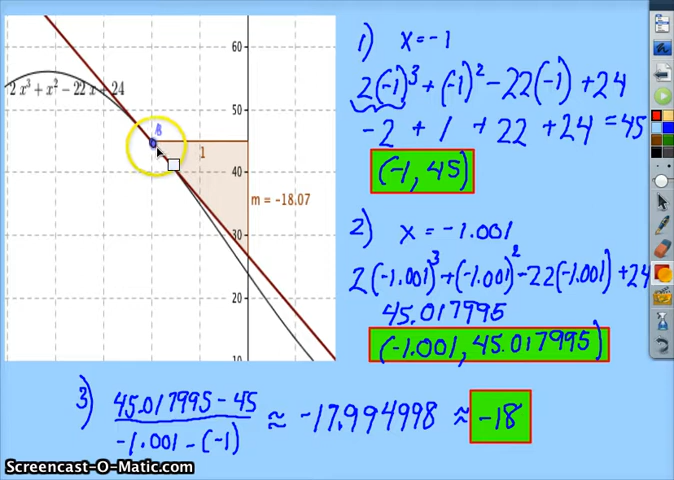 2 x³ + x² − 22 x + 24
60
50
40
30
20
10
B
1
m = −18.07
1) x = -1
2(-1)³ + (-1)² - 22(-1) + 24
-2 + 1 + 22 + 24 = 45
(-1, 45)
2) x = -1.001
2(-1.001)³ + (-1.001)² - 22(-1.001) + 24
45.017995
(-1.001, 45.017995)
3) 45.017995 - 45
-1.001 - (-1)
≈ -17.994998 ≈ -18
Screencast-O-Matic.com